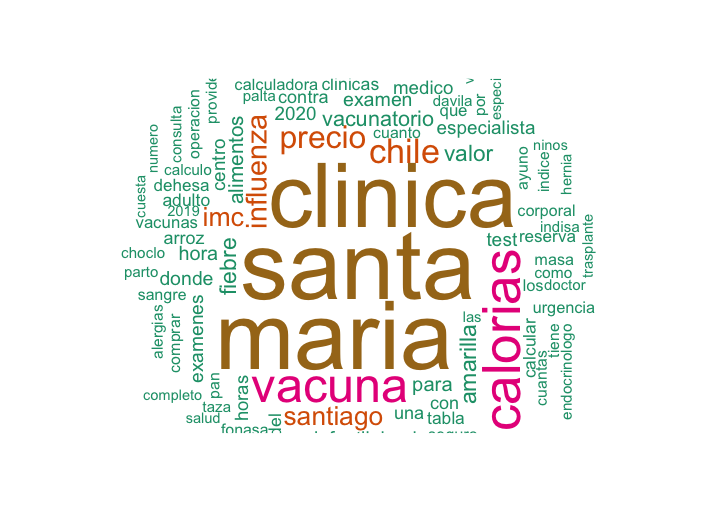 calculadora clinicas
medico
palta
contra
examen
davila
que
por
2020
vacunatorio
cuanto
especialista
precio
chile
valor
influenza
alimentos
centro
operacion
consulta
numero
calculo
dehesa
adulto
2019
vacunas
cuesta
imc
arroz
hora
choclo
donde
parto
sangre
fiebre
clinica
santa
maria
ninos
ayuno
indice
hernia
corporal
indisa
test
reserva
trasplante
masa
como
los
doctor
urgencia
calorias
amarilla
las
calcular
tiene
cuantas
endocrinologo
alergias
comprar
examenes
vacuna
para
con
completo
pan
taza
horas
salud
santiago
una
tabla
fonasa
del